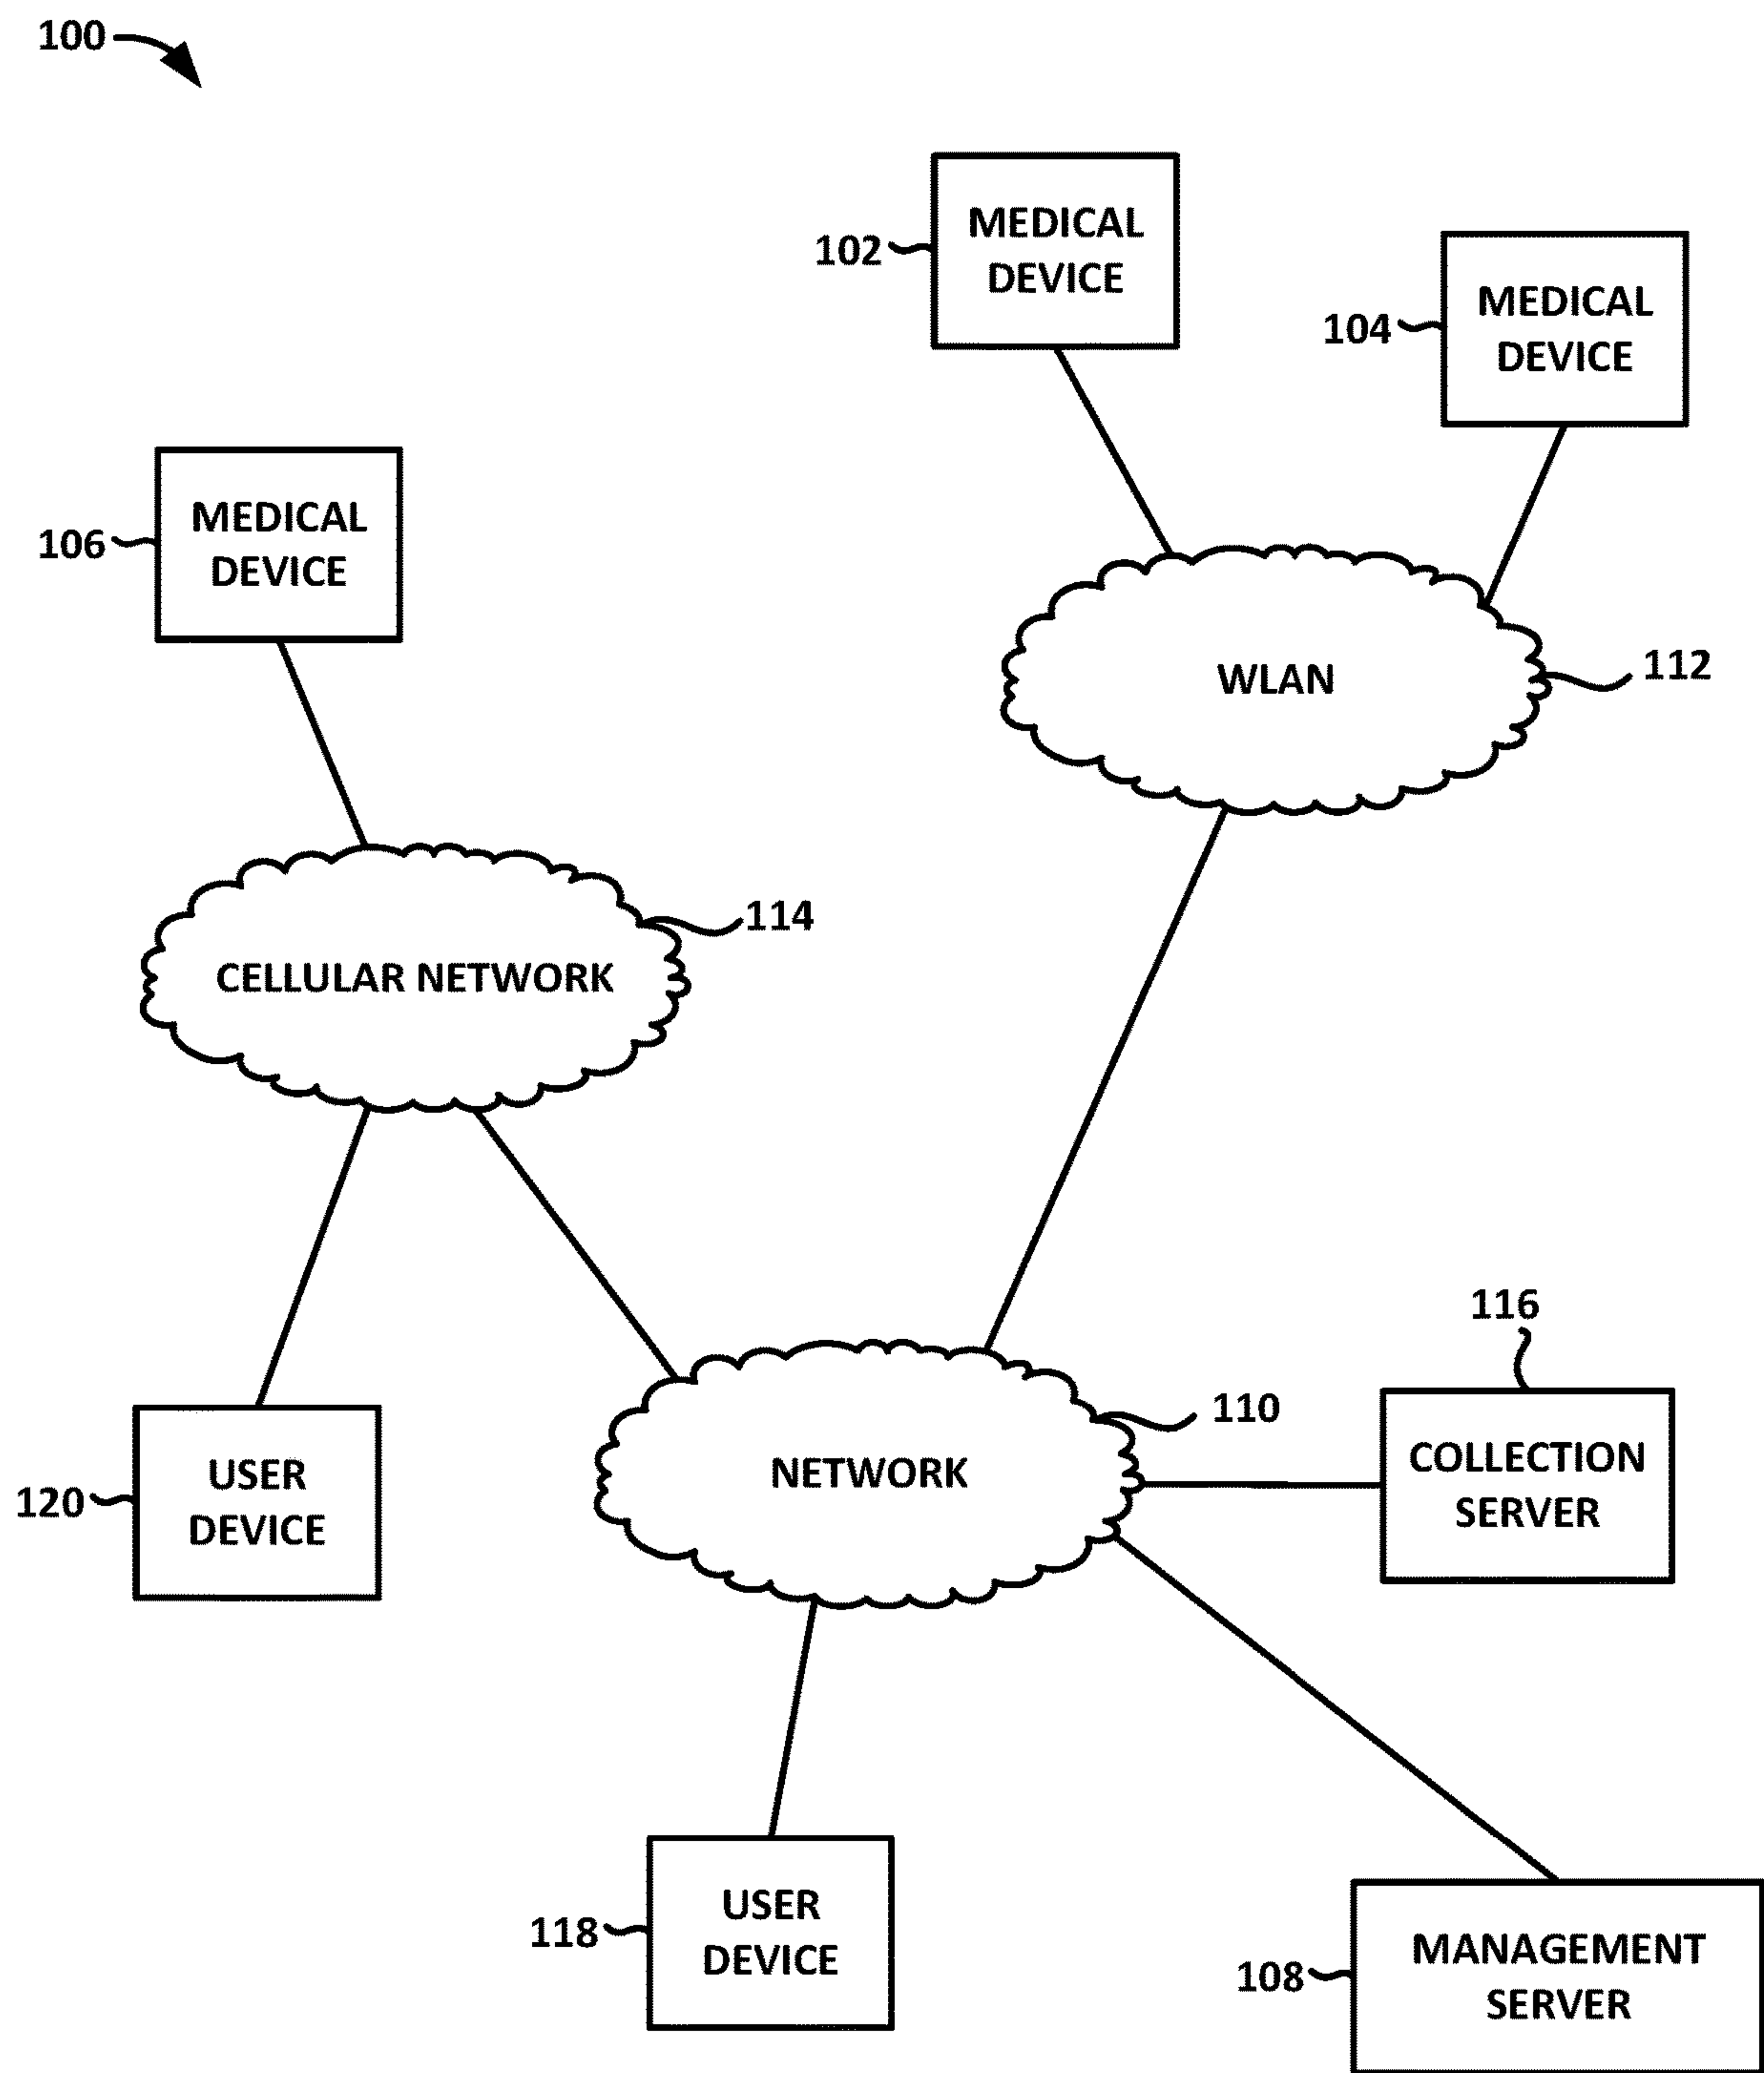 100
102
MEDICAL
DEVICE
104
MEDICAL
DEVICE
106
MEDICAL
DEVICE
WLAN
112
114
CELLULAR NETWORK
116
110
NETWORK
COLLECTION
SERVER
120
USER
DEVICE
118
USER
DEVICE
108
MANAGEMENT
SERVER